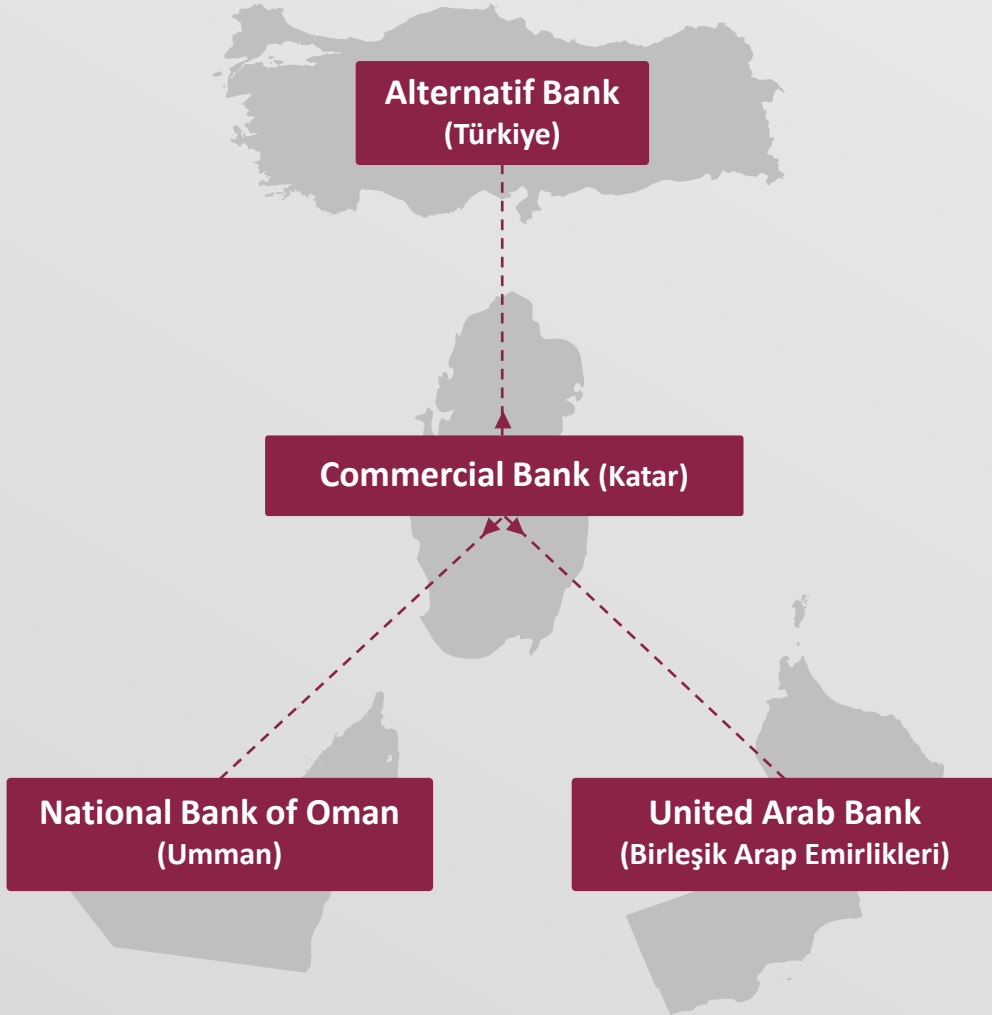 Alternatif Bank
(Türkiye)
Commercial Bank (Katar)
National Bank of Oman
(Umman)
United Arab Bank
(Birleşik Arap Emirlikleri)